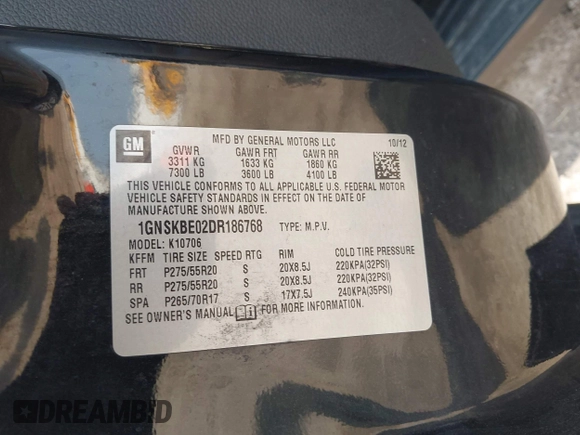 GM
MFD BY GENERAL MOTORS LLC
10/12
GVWR GAWR FRT GAWR RR
3311 KG 1633 KG 1860 KG
7300 LB 3600 LB 4100 LB
THIS VEHICLE CONFORMS TO ALL APPLICABLE U.S. FEDERAL MOTOR
VEHICLE SAFETY STANDARDS IN EFFECT ON THE DATE OF
MANUFACTURE SHOWN ABOVE.
1GNSKBE02DR186768 TYPE: M.P.V.
MODEL: K10706
KFFM TIRE SIZE SPEED RTG RIM COLD TIRE PRESSURE
FRT P275/55R20 S 20X8.5J 220KPA(32PSI)
RR P275/55R20 S 20X8.5J 220KPA(32PSI)
SPA P265/70R17 S 17X7.5J 240KPA(35PSI)
SEE OWNER'S MANUAL FOR MORE INFORMATION.
DREAMBID